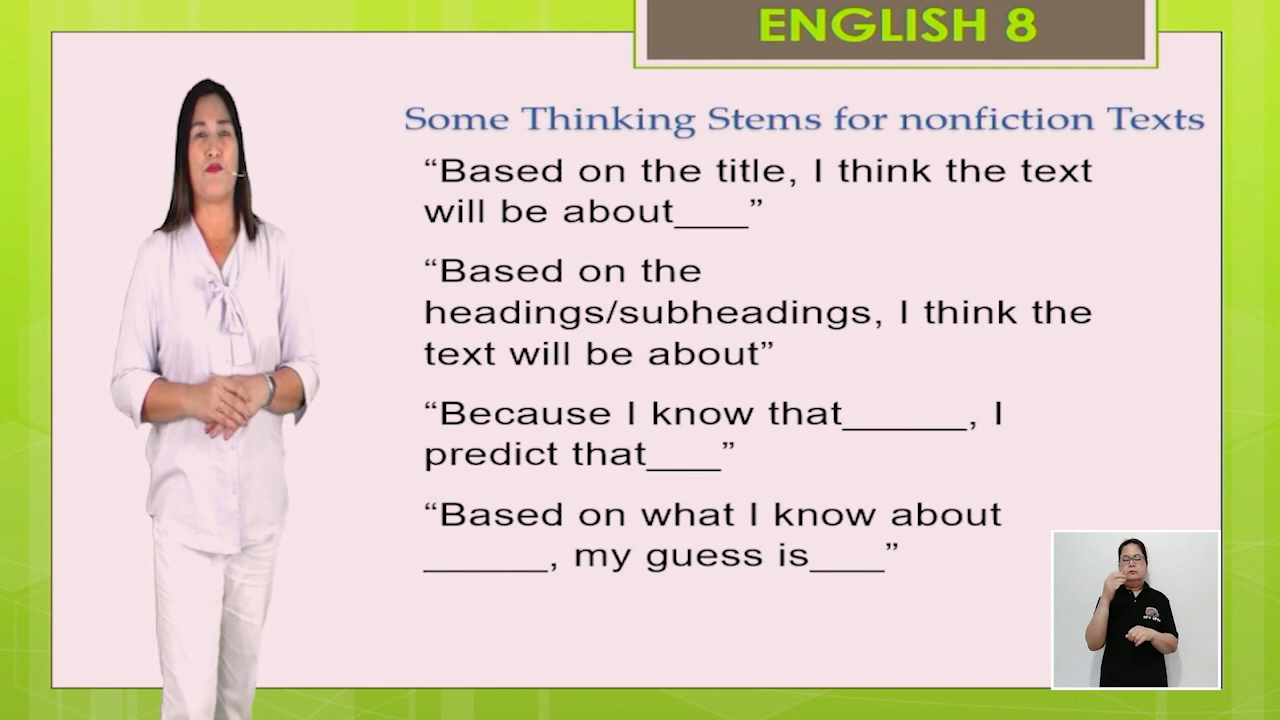 ENGLISH 8
Some Thinking Stems for nonfiction Texts
“Based on the title, I think the text
will be about____”
“Based on the
headings/subheadings, I think the
text will be about”
“Because I know that______, I
predict that____”
“Based on what I know about
______, my guess is____”